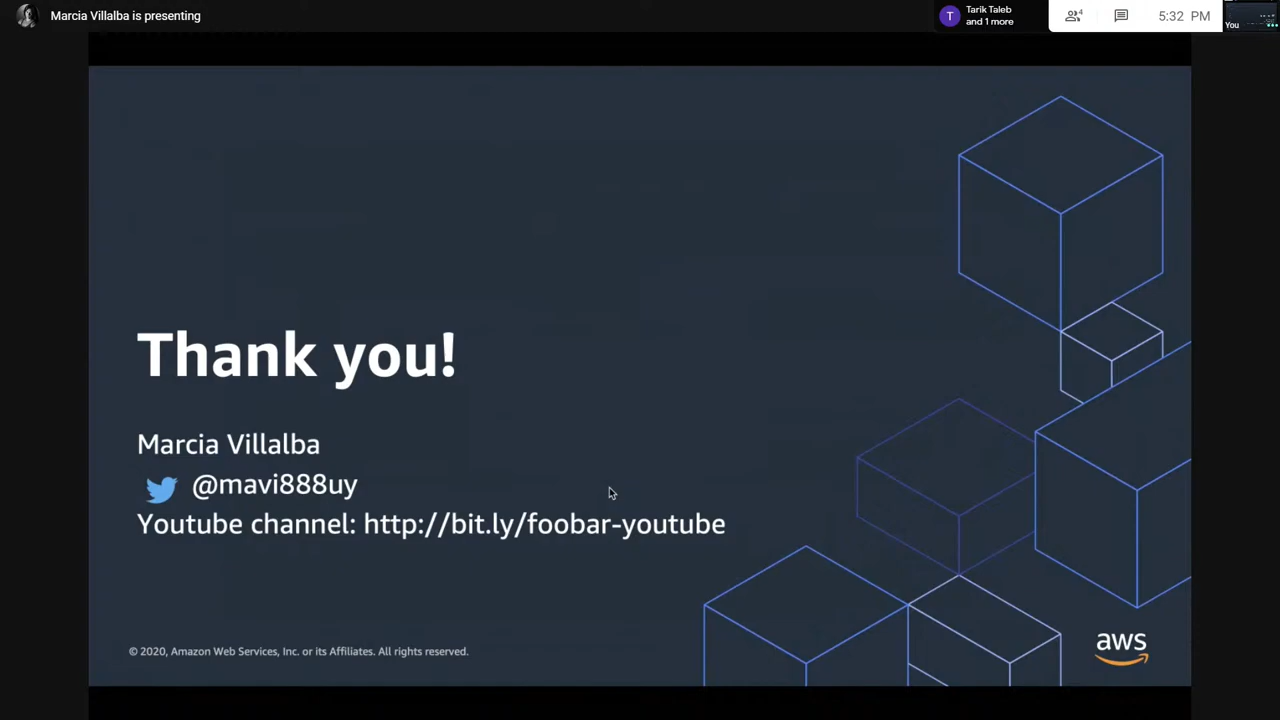 Marcia Villalba is presenting
T
Tarik Taleb
and 1 more
4
5:32 PM
You
Thank you!
Marcia Villalba
@mavi888uy
Youtube channel: http://bit.ly/foobar-youtube
© 2020, Amazon Web Services, Inc. or its Affiliates. All rights reserved.
aws